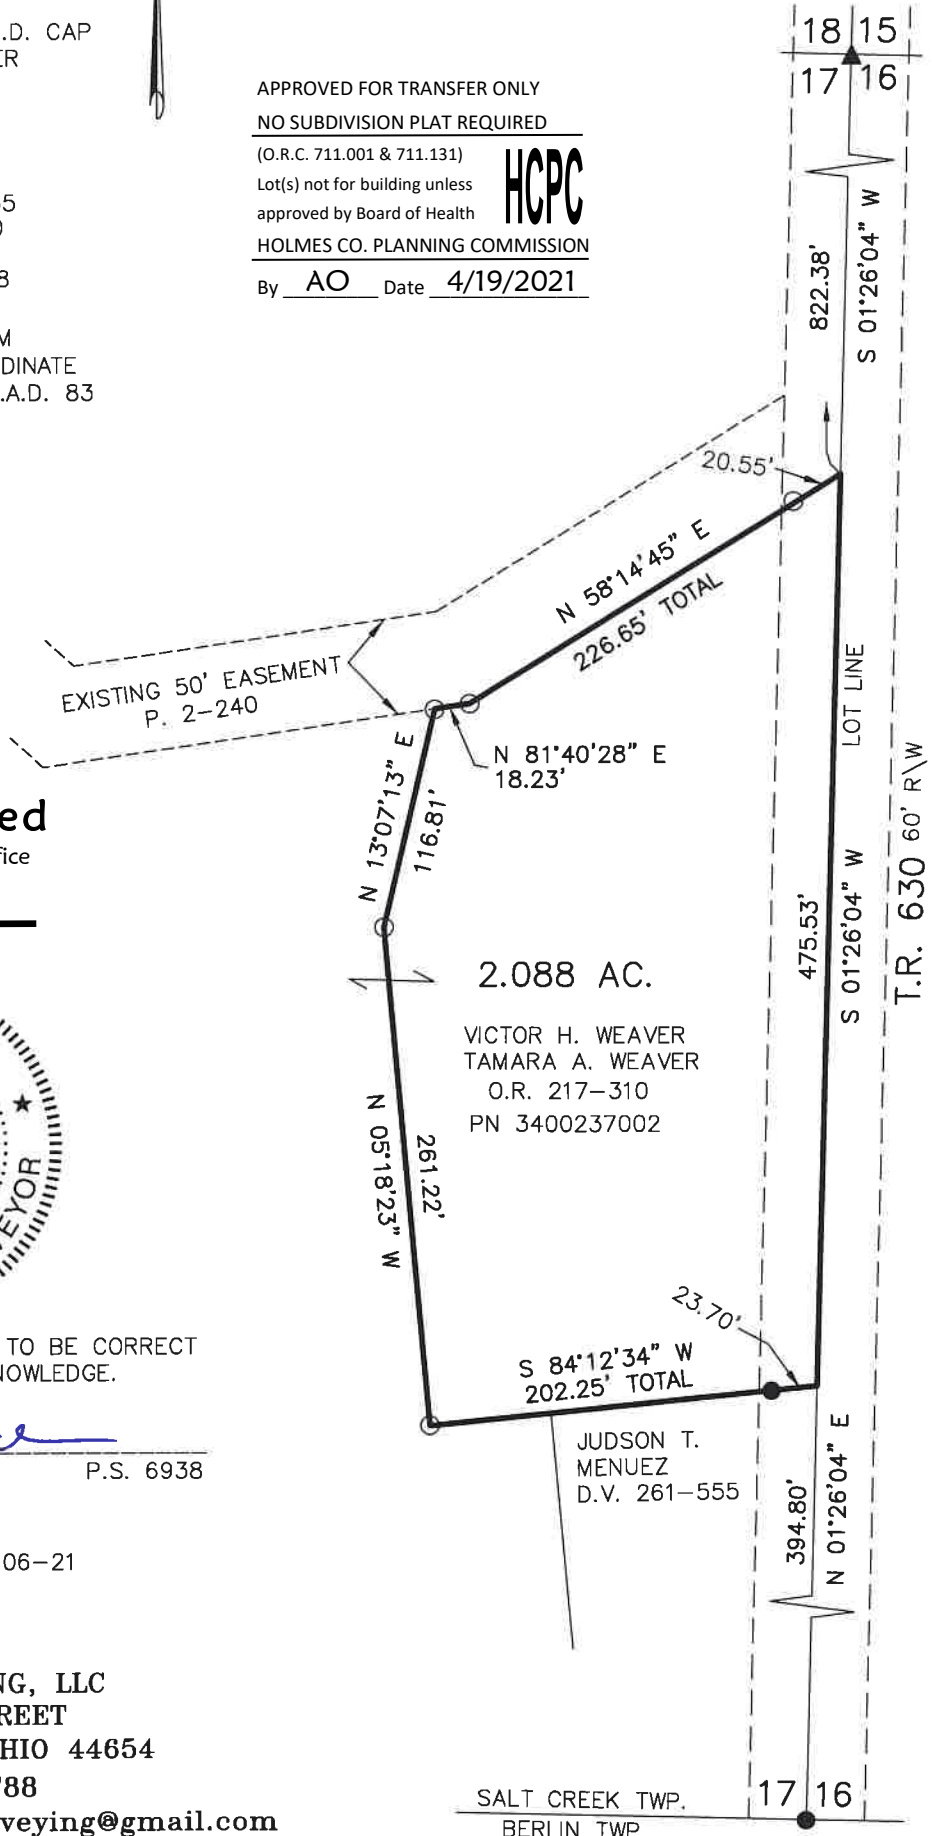 .D. CAP
ER
18 15
17 16
APPROVED FOR TRANSFER ONLY
NO SUBDIVISION PLAT REQUIRED
(O.R.C. 711.001 & 711.131)
Lot(s) not for building unless
approved by Board of Health
HCPC
HOLMES CO. PLANNING COMMISSION
By AO Date 4/19/2021
5
8
M
DINATE
.A.D. 83
822.38'
S 01°26'04" W
20.55'
N 58°14'45" E
226.65' TOTAL
EXISTING 50' EASEMENT
P. 2-240
N 81°40'28" E
18.23'
N 13°07'13" E
116.81'
LOT LINE
475.53'
S 01°26'04" W
T.R. 630 60' R\W
ed
fice
2.088 AC.
VICTOR H. WEAVER
TAMARA A. WEAVER
O.R. 217-310
PN 3400237002
N 05°18'23" W
261.22'
VEYOR
23.70'
S 84°12'34" W
202.25' TOTAL
TO BE CORRECT
NOWLEDGE.
P.S. 6938
JUDSON T.
MENUEZ
D.V. 261-555
394.80'
N 01°26'04" E
06-21
NG, LLC
REET
HIO 44654
788
veying@gmail.com
SALT CREEK TWP.
BERLIN TWP
17 16